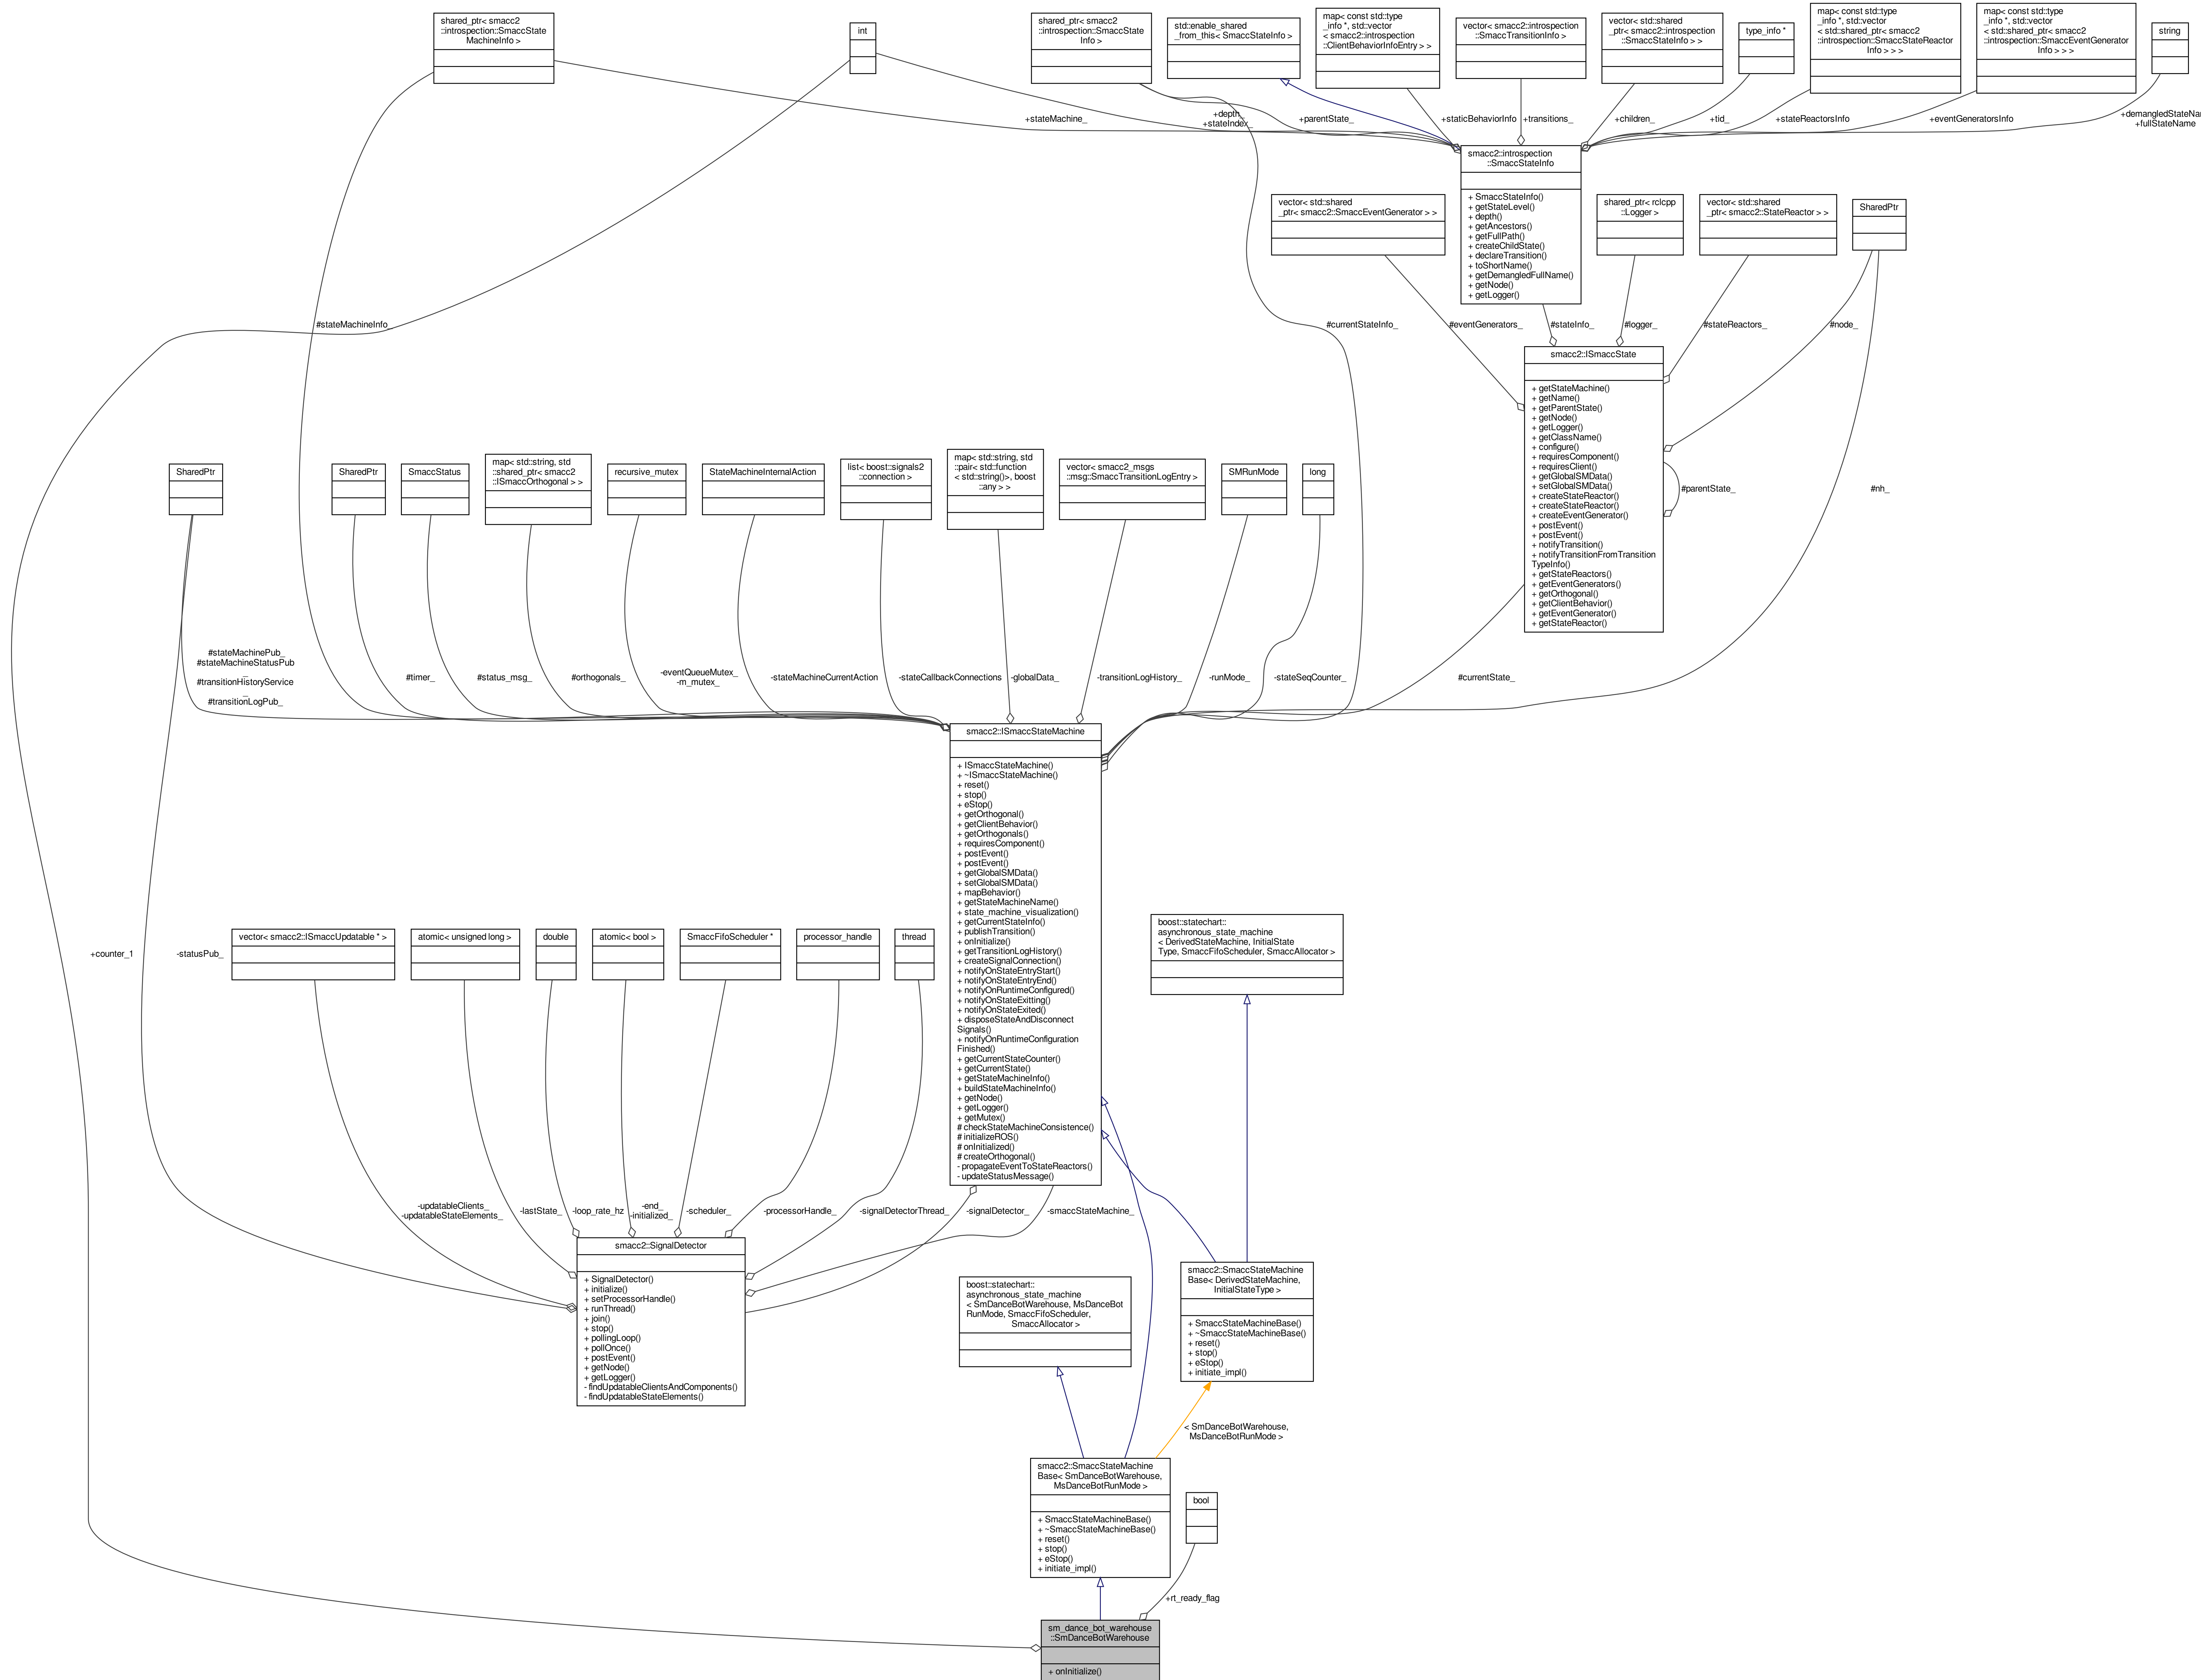 shared_ptr< smacc2
::introspection::SmaccState
MachineInfo >
int
shared_ptr< smacc2
::introspection::SmaccState
Info >
std::enable_shared
_from_this< SmaccStateInfo >
map< const std::type
_info *, std::vector
< smacc2::introspection
::ClientBehaviorInfoEntry > >
vector< smacc2::introspection
::SmaccTransitionInfo >
vector< std::shared
_ptr< smacc2::introspection
::SmaccStateInfo > >
type_info *
map< const std::type
_info *, std::vector
< std::shared_ptr< smacc2
::introspection::SmaccStateReactor
Info > > >
map< const std::type
_info *, std::vector
< std::shared_ptr< smacc2
::introspection::SmaccEventGenerator
Info > > >
string
+stateMachine_
+depth_
+stateIndex_
+parentState_
+staticBehaviorInfo
+transitions_
+children_
+tid_
+stateReactorsInfo
+eventGeneratorsInfo
+demangledStateNa
+fullStateName
smacc2::introspection
::SmaccStateInfo
+ SmaccStateInfo()
+ getStateLevel()
+ depth()
+ getAncestors()
+ getFullPath()
+ createChildState()
+ declareTransition()
+ toShortName()
+ getDemangledFullName()
+ getNode()
+ getLogger()
vector< std::shared
_ptr< smacc2::SmaccEventGenerator > >
shared_ptr< rclcpp
::Logger >
vector< std::shared
_ptr< smacc2::StateReactor > >
SharedPtr
#stateMachineInfo_
#currentStateInfo_
#eventGenerators_
#stateInfo_
#logger_
#stateReactors_
#node_
smacc2::ISmaccState
+ getStateMachine()
+ getName()
+ getParentState()
+ getNode()
+ getLogger()
+ getClassName()
+ configure()
+ requiresComponent()
+ requiresClient()
+ getGlobalSMData()
+ setGlobalSMData()
+ createStateReactor()
+ createStateReactor()
+ createEventGenerator()
+ postEvent()
+ postEvent()
+ notifyTransition()
+ notifyTransitionFromTransition
TypeInfo()
+ getStateReactors()
+ getEventGenerators()
+ getOrthogonal()
+ getClientBehavior()
+ getEventGenerator()
+ getStateReactor()
#parentState_
#nh_
SharedPtr
SharedPtr
SmaccStatus
map< std::string, std
::shared_ptr< smacc2
::ISmaccOrthogonal > >
recursive_mutex
StateMachineInternalAction
list< boost::signals2
::connection >
map< std::string, std
::pair< std::function
< std::string()>, boost
::any > >
vector< smacc2_msgs
::msg::SmaccTransitionLogEntry >
SMRunMode
long
#stateMachinePub_
#stateMachineStatusPub
_
#transitionHistoryService
_
#transitionLogPub_
#timer_
#status_msg_
#orthogonals_
-eventQueueMutex_
-m_mutex_
-stateMachineCurrentAction
-stateCallbackConnections
-globalData_
-transitionLogHistory_
-runMode_
-stateSeqCounter_
#currentState_
smacc2::ISmaccStateMachine
+ ISmaccStateMachine()
+ ~ISmaccStateMachine()
+ reset()
+ stop()
+ eStop()
+ getOrthogonal()
+ getClientBehavior()
+ getOrthogonals()
+ requiresComponent()
+ postEvent()
+ postEvent()
+ getGlobalSMData()
+ setGlobalSMData()
+ mapBehavior()
+ getStateMachineName()
+ state_machine_visualization()
+ getCurrentStateInfo()
+ publishTransition()
+ onInitialize()
+ getTransitionLogHistory()
+ createSignalConnection()
+ notifyOnStateEntryStart()
+ notifyOnStateEntryEnd()
+ notifyOnRuntimeConfigured()
+ notifyOnStateExitting()
+ notifyOnStateExited()
+ disposeStateAndDisconnect
Signals()
+ notifyOnRuntimeConfiguration
Finished()
+ getCurrentStateCounter()
+ getCurrentState()
+ getStateMachineInfo()
+ buildStateMachineInfo()
+ getNode()
+ getLogger()
+ getMutex()
# checkStateMachineConsistence()
# initializeROS()
# onInitialized()
# createOrthogonal()
- propagateEventToStateReactors()
- updateStatusMessage()
+counter_1
-statusPub_
vector< smacc2::ISmaccUpdatable * >
atomic< unsigned long >
double
atomic< bool >
SmaccFifoScheduler *
processor_handle
thread
boost::statechart::
asynchronous_state_machine
< DerivedStateMachine, InitialState
Type, SmaccFifoScheduler, SmaccAllocator >
-updatableClients_
-updatableStateElements_
-lastState_
-loop_rate_hz
-end_
-initialized_
-scheduler_
-processorHandle_
-signalDetectorThread_
-signalDetector_
-smaccStateMachine_
smacc2::SignalDetector
+ SignalDetector()
+ initialize()
+ setProcessorHandle()
+ runThread()
+ join()
+ stop()
+ pollingLoop()
+ pollOnce()
+ postEvent()
+ getNode()
+ getLogger()
- findUpdatableClientsAndComponents()
- findUpdatableStateElements()
smacc2::SmaccStateMachine
Base< DerivedStateMachine,
InitialStateType >
+ SmaccStateMachineBase()
+ ~SmaccStateMachineBase()
+ reset()
+ stop()
+ eStop()
+ initiate_impl()
boost::statechart::
asynchronous_state_machine
< SmDanceBotWarehouse, MsDanceBot
RunMode, SmaccFifoScheduler,
SmaccAllocator >
< SmDanceBotWarehouse,
MsDanceBotRunMode >
smacc2::SmaccStateMachine
Base< SmDanceBotWarehouse,
MsDanceBotRunMode >
+ SmaccStateMachineBase()
+ ~SmaccStateMachineBase()
+ reset()
+ stop()
+ eStop()
+ initiate_impl()
bool
+rt_ready_flag
sm_dance_bot_warehouse
::SmDanceBotWarehouse
+ onInitialize()